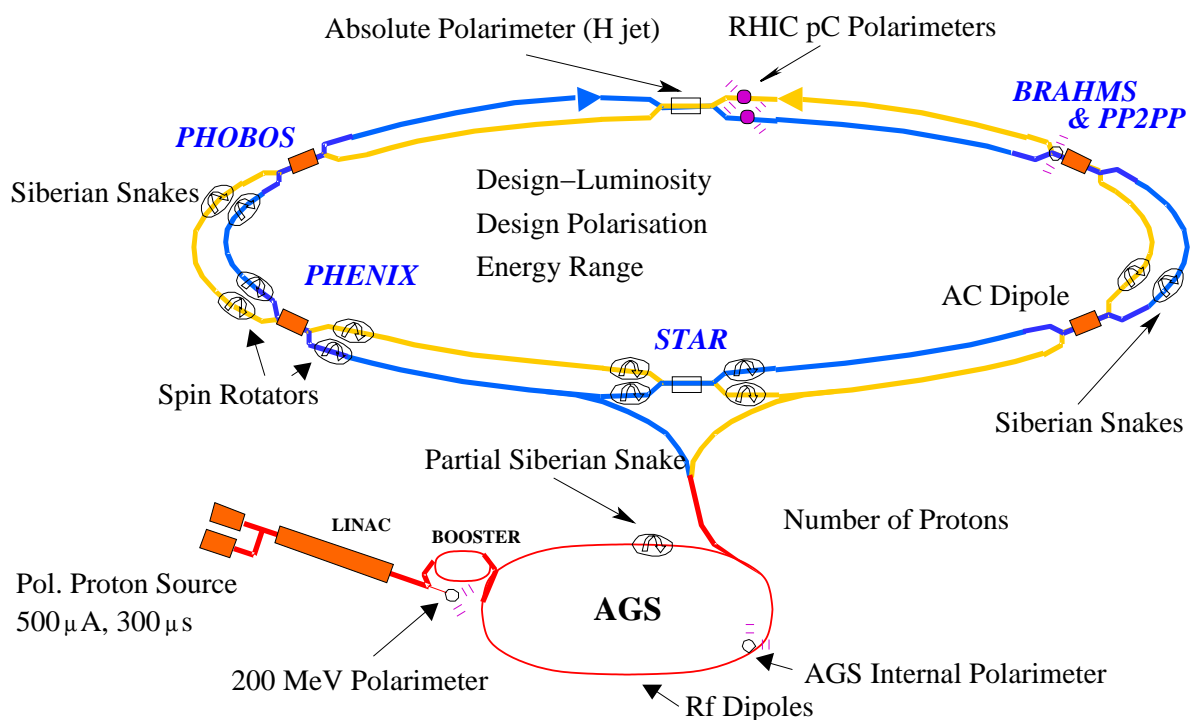 Absolute Polarimeter (H jet)
RHIC pC Polarimeters
BRAHMS
& PP2PP
PHOBOS
Siberian Snakes
Design–Luminosity
Design Polarisation
Energy Range
PHENIX
AC Dipole
STAR
Spin Rotators
Siberian Snakes
Partial Siberian Snake
Number of Protons
LINAC
BOOSTER
Pol. Proton Source
500 μ A, 300 μ s
AGS
200 MeV Polarimeter
AGS Internal Polarimeter
Rf Dipoles